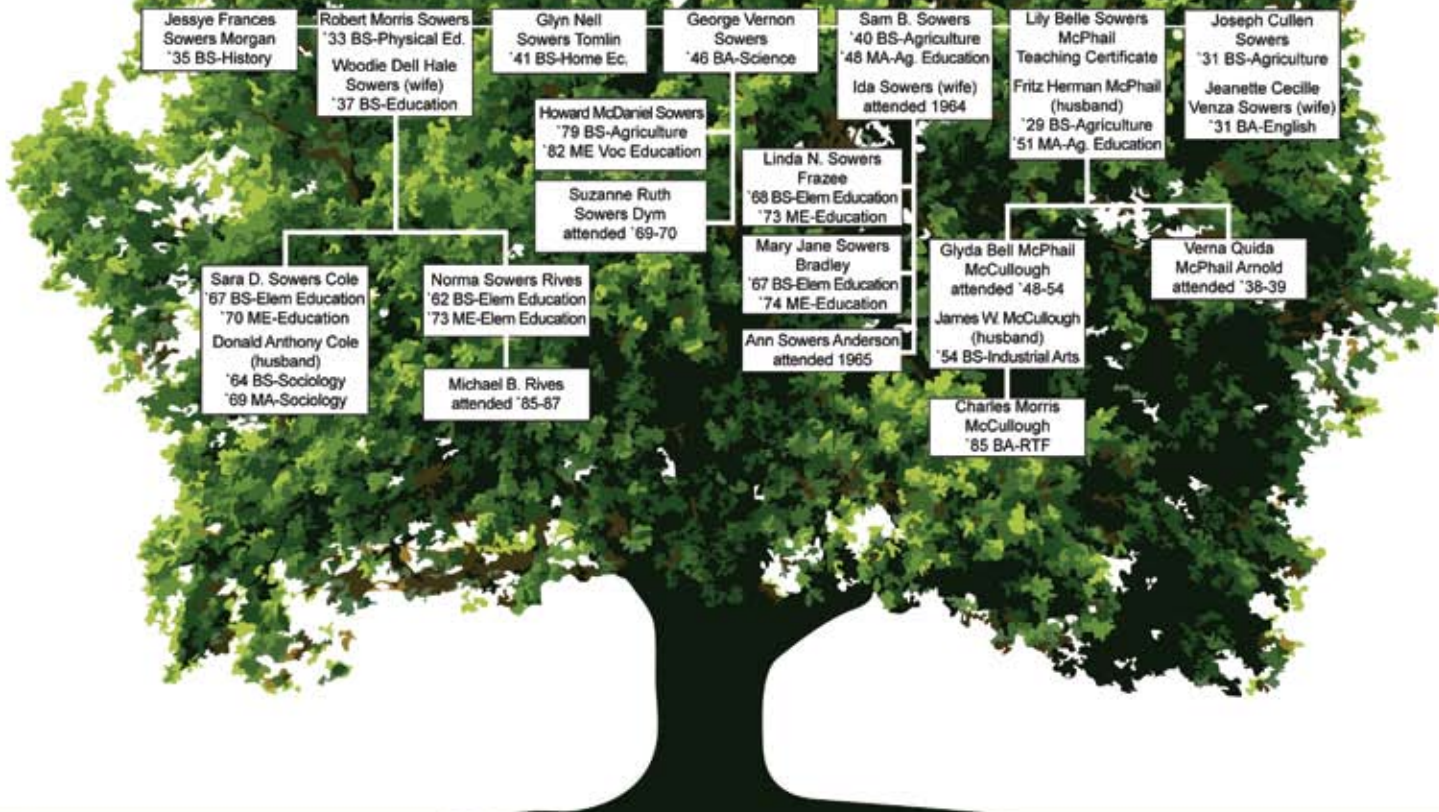 Jessye Frances
Sowers Morgan
`35 BS-History
Robert Morris Sowers
`33 BS-Physical Ed.
Woodie Dell Hale
Sowers (wife)
`37 BS-Education
Glyn Nell
Sowers Tomlin
`41 BS-Home Ec.
George Vernon
Sowers
`46 BA-Science
Sam B. Sowers
`40 BS-Agriculture
`48 MA-Ag. Education
Ida Sowers (wife)
attended 1964
Lily Belle Sowers
McPhail
Teaching Certificate
Fritz Herman McPhail
(husband)
`29 BS-Agriculture
`51 MA-Ag. Education
Joseph Cullen
Sowers
`31 BS-Agriculture
Jeanette Cecille
Venza Sowers (wife)
`31 BA-English
Howard McDaniel Sowers
`79 BS-Agriculture
`82 ME Voc Education
Suzanne Ruth
Sowers Dym
attended `69-70
Linda N. Sowers
Frazee
`68 BS-Elem Education
`73 ME-Education
Mary Jane Sowers
Bradley
`67 BS-Elem Education
`74 ME-Education
Ann Sowers Anderson
attended 1965
Glyda Bell McPhail
McCullough
attended `48-54
James W. McCullough
(husband)
`54 BS-Industrial Arts
Verna Quida
McPhail Arnold
attended `38-39
Sara D. Sowers Cole
`67 BS-Elem Education
`70 ME-Education
Donald Anthony Cole
(husband)
`64 BS-Sociology
`69 MA-Sociology
Norma Sowers Rives
`62 BS-Elem Education
`73 ME-Elem Education
Michael B. Rives
attended `85-87
Charles Morris
McCullough
`85 BA-RTF